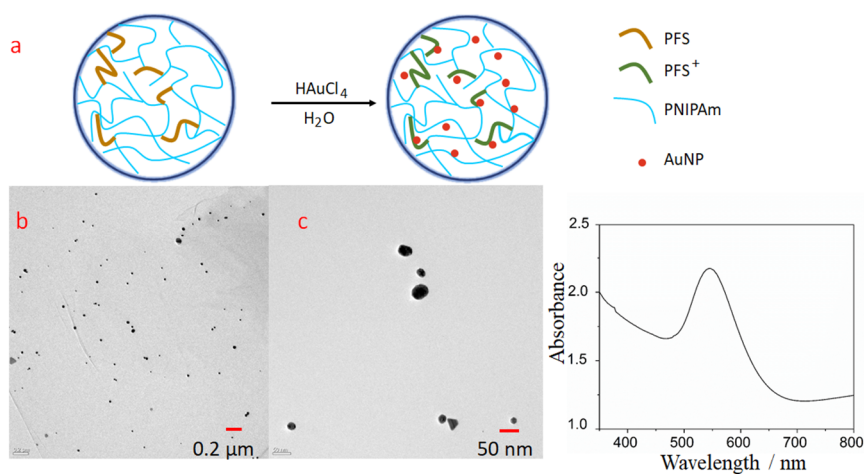 a
HAuCl4
H2O
PFS
PFS+
PNIPAm
AuNP
b
0.2 μm
c
50 nm
Absorbance
2.5
2.0
1.5
1.0
400 500 600 700 800
Wavelength / nm